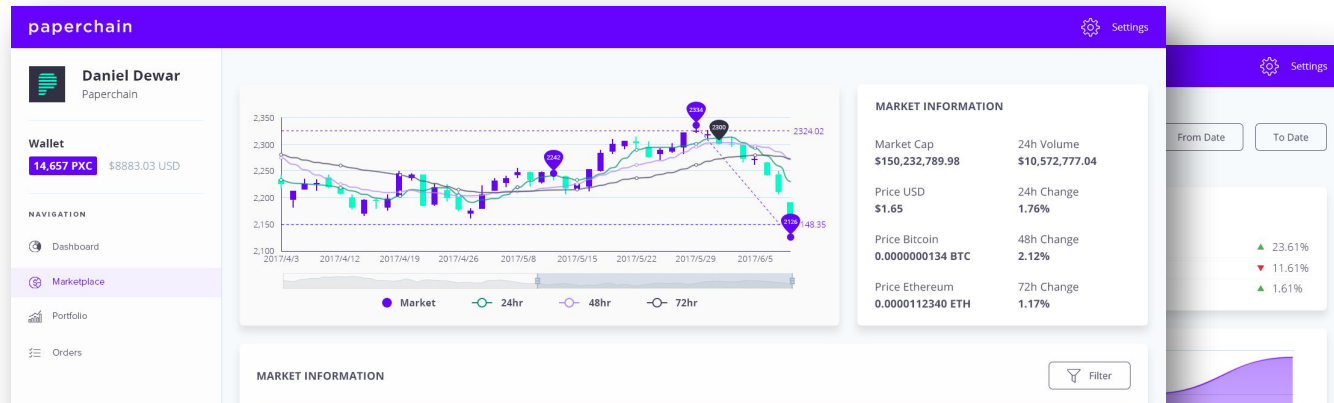 paperchain
Settings
Daniel Dewar
Paperchain
Wallet
14,657 PXC $8883.03 USD
NAVIGATION
Dashboard
Marketplace
Portfolio
Orders
2,350
2,300
2,250
2,200
2,150
2,100
2334
2300
2242
2126
2324.02
148.35
2017/4/3 2017/4/12 2017/4/19 2017/4/26 2017/5/8 2017/5/15 2017/5/22 2017/5/29 2017/6/5
Market 24hr 48hr 72hr
MARKET INFORMATION
Market Cap 24h Volume
$150,232,789.98 $10,572,777.04
Price USD 24h Change
$1.65 1.76%
Price Bitcoin 48h Change
0.0000000134 BTC 2.12%
Price Ethereum 72h Change
0.0000112340 ETH 1.17%
MARKET INFORMATION
Filter
Settings
From Date To Date
23.61%
11.61%
1.61%